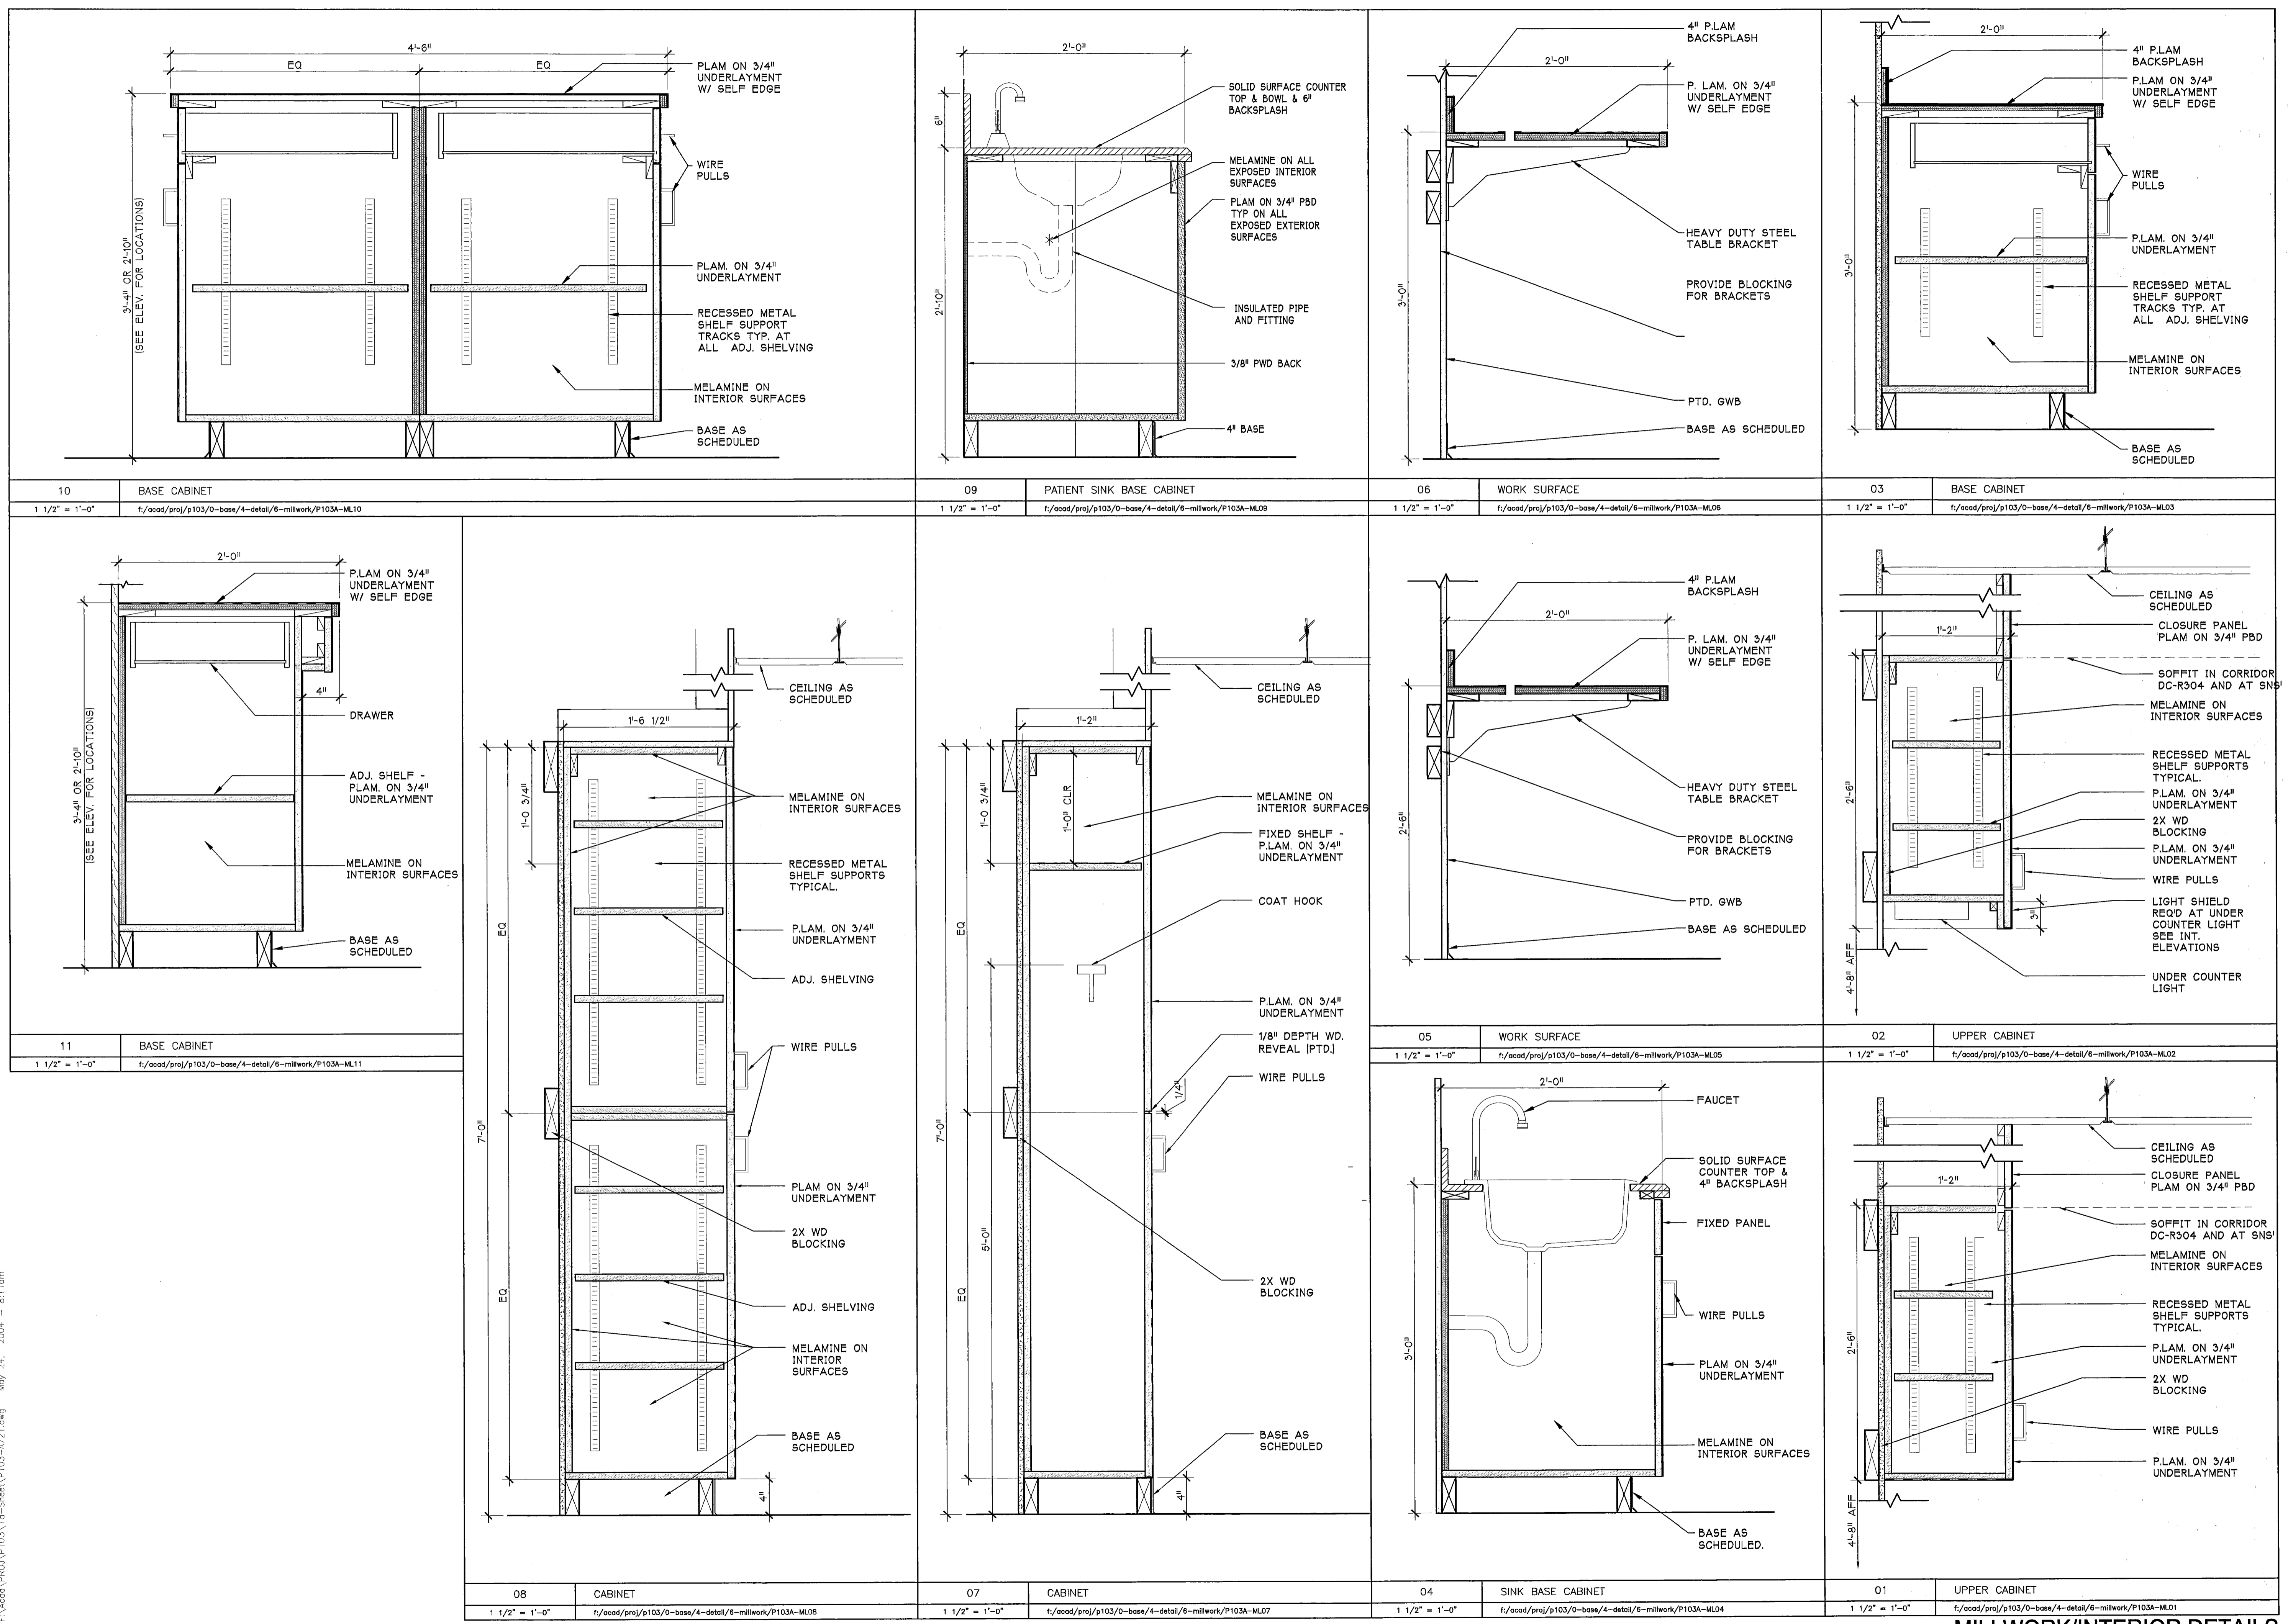 4'-6"
EQ
EQ
PLAM ON 3/4"
UNDERLAYMENT
W/ SELF EDGE
WIRE
PULLS
3'-4" OR 2'-10"
(SEE ELEV. FOR LOCATIONS)
PLAM. ON 3/4"
UNDERLAYMENT
RECESSED METAL
SHELF SUPPORT
TRACKS TYP. AT
ALL ADJ. SHELVING
MELAMINE ON
INTERIOR SURFACES
BASE AS
SCHEDULED
10 BASE CABINET
1 1/2" = 1'-0" f:/acad/proj/p103/0-base/4-detail/6-millwork/P103A-ML10
2'-0"
SOLID SURFACE COUNTER
TOP & BOWL & 6"
BACKSPLASH
6"
MELAMINE ON ALL
EXPOSED INTERIOR
SURFACES
PLAM ON 3/4" PBD
TYP ON ALL
EXPOSED EXTERIOR
SURFACES
2'-10"
INSULATED PIPE
AND FITTING
3/8" PWD BACK
4" BASE
09 PATIENT SINK BASE CABINET
1 1/2" = 1'-0" f:/acad/proj/p103/0-base/4-detail/6-millwork/P103A-ML09
4" P.LAM
BACKSPLASH
2'-0"
P. LAM. ON 3/4"
UNDERLAYMENT
W/ SELF EDGE
3'-0"
HEAVY DUTY STEEL
TABLE BRACKET
PROVIDE BLOCKING
FOR BRACKETS
PTD. GWB
BASE AS SCHEDULED
06 WORK SURFACE
1 1/2" = 1'-0" f:/acad/proj/p103/0-base/4-detail/6-millwork/P103A-ML06
2'-0"
4" P.LAM
BACKSPLASH
P.LAM ON 3/4"
UNDERLAYMENT
W/ SELF EDGE
WIRE
PULLS
3'-0"
P.LAM. ON 3/4"
UNDERLAYMENT
RECESSED METAL
SHELF SUPPORT
TRACKS TYP. AT
ALL ADJ. SHELVING
MELAMINE ON
INTERIOR SURFACES
BASE AS
SCHEDULED
03 BASE CABINET
1 1/2" = 1'-0" f:/acad/proj/p103/0-base/4-detail/6-millwork/P103A-ML03
2'-0"
P.LAM ON 3/4"
UNDERLAYMENT
W/ SELF EDGE
4"
DRAWER
3'-4" OR 2'-10"
(SEE ELEV. FOR LOCATIONS)
ADJ. SHELF -
PLAM. ON 3/4"
UNDERLAYMENT
MELAMINE ON
INTERIOR SURFACES
BASE AS
SCHEDULED
11 BASE CABINET
1 1/2" = 1'-0" f:/acad/proj/p103/0-base/4-detail/6-millwork/P103A-ML11
CEILING AS
SCHEDULED
1'-6 1/2"
1'-0 3/4"
MELAMINE ON
INTERIOR SURFACES
RECESSED METAL
SHELF SUPPORTS
TYPICAL.
EQ
P.LAM. ON 3/4"
UNDERLAYMENT
ADJ. SHELVING
WIRE PULLS
7'-0"
PLAM ON 3/4"
UNDERLAYMENT
2X WD
BLOCKING
EQ
ADJ. SHELVING
MELAMINE ON
INTERIOR
SURFACES
BASE AS
SCHEDULED
4"
08 CABINET
1 1/2" = 1'-0" f:/acad/proj/p103/0-base/4-detail/6-millwork/P103A-ML08
CEILING AS
SCHEDULED
1'-2"
1'-0 3/4"
1'-0" CLR
MELAMINE ON
INTERIOR SURFACES
FIXED SHELF -
P.LAM. ON 3/4"
UNDERLAYMENT
COAT HOOK
EQ
P.LAM. ON 3/4"
UNDERLAYMENT
1/8" DEPTH WD.
REVEAL (PTD.)
WIRE PULLS
1/4"
7'-0"
5'-0"
2X WD
BLOCKING
EQ
BASE AS
SCHEDULED
4"
07 CABINET
1 1/2" = 1'-0" f:/acad/proj/p103/0-base/4-detail/6-millwork/P103A-ML07
4" P.LAM
BACKSPLASH
2'-0"
P. LAM. ON 3/4"
UNDERLAYMENT
W/ SELF EDGE
2'-6"
HEAVY DUTY STEEL
TABLE BRACKET
PROVIDE BLOCKING
FOR BRACKETS
PTD. GWB
BASE AS SCHEDULED
05 WORK SURFACE
1 1/2" = 1'-0" f:/acad/proj/p103/0-base/4-detail/6-millwork/P103A-ML05
CEILING AS
SCHEDULED
CLOSURE PANEL
PLAM ON 3/4" PBD
1'-2"
SOFFIT IN CORRIDOR
DC-R304 AND AT SNS'
MELAMINE ON
INTERIOR SURFACES
RECESSED METAL
SHELF SUPPORTS
TYPICAL.
2'-6"
P.LAM. ON 3/4"
UNDERLAYMENT
2X WD
BLOCKING
P.LAM. ON 3/4"
UNDERLAYMENT
WIRE PULLS
LIGHT SHIELD
REQ'D AT UNDER
COUNTER LIGHT
SEE INT.
ELEVATIONS
3"
4'-8" AFF
UNDER COUNTER
LIGHT
02 UPPER CABINET
1 1/2" = 1'-0" f:/acad/proj/p103/0-base/4-detail/6-millwork/P103A-ML02
2'-0"
FAUCET
SOLID SURFACE
COUNTER TOP &
4" BACKSPLASH
FIXED PANEL
WIRE PULLS
3'-0"
PLAM ON 3/4"
UNDERLAYMENT
MELAMINE ON
INTERIOR SURFACES
BASE AS
SCHEDULED.
04 SINK BASE CABINET
1 1/2" = 1'-0" f:/acad/proj/p103/0-base/4-detail/6-millwork/P103A-ML04
CEILING AS
SCHEDULED
CLOSURE PANEL
PLAM ON 3/4" PBD
1'-2"
SOFFIT IN CORRIDOR
DC-R304 AND AT SNS'
MELAMINE ON
INTERIOR SURFACES
RECESSED METAL
SHELF SUPPORTS
TYPICAL.
2'-6"
P.LAM. ON 3/4"
UNDERLAYMENT
2X WD
BLOCKING
WIRE PULLS
P.LAM. ON 3/4"
UNDERLAYMENT
4'-8" AFF
01 UPPER CABINET
1 1/2" = 1'-0" f:/acad/proj/p103/0-base/4-detail/6-millwork/P103A-ML01
MILLWORK/INTERIOR DETAILS